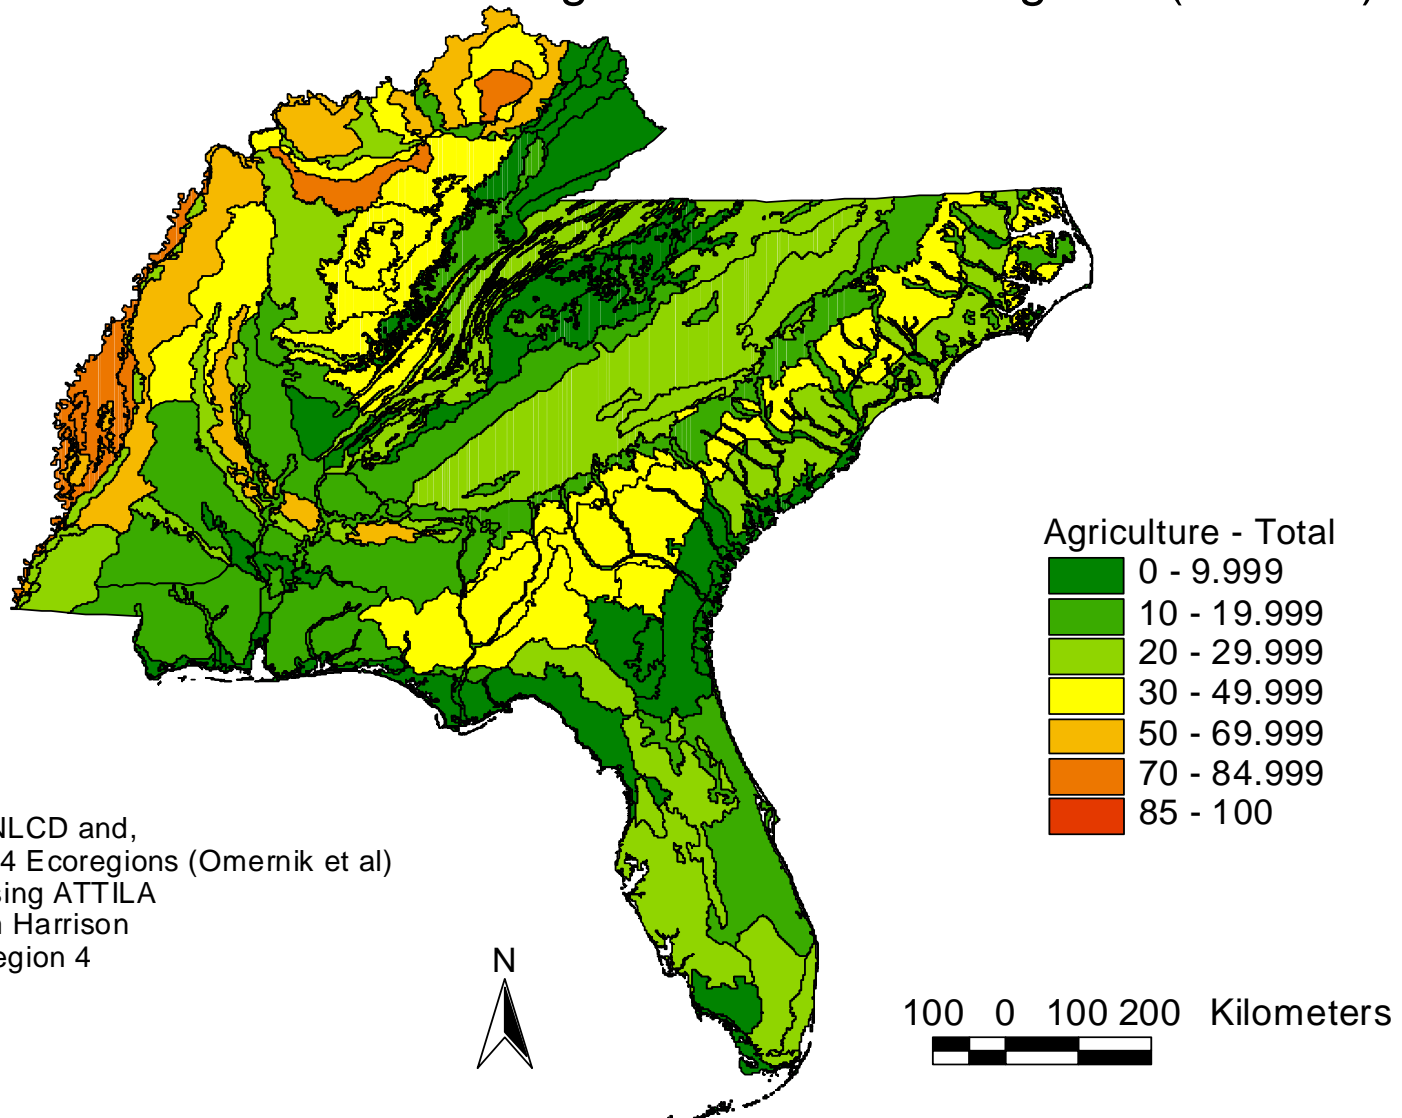 Agriculture - Total
0 - 9.999
10 - 19.999
20 - 29.999
30 - 49.999
50 - 69.999
70 - 84.999
85 - 100
NLCD and,
4 Ecoregions (Omernik et al)
sing ATTILA
Harrison
egion 4
N
100 0 100 200 Kilometers